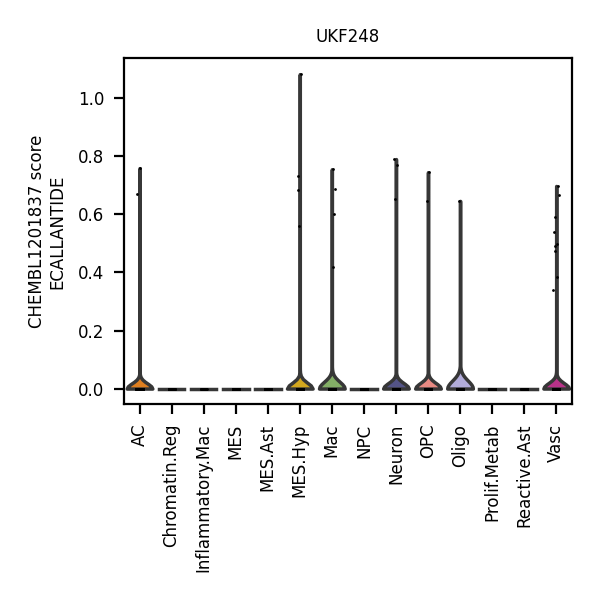 UKF248
CHEMBL1201837 score
ECALLANTIDE
1.0
0.8
0.6
0.4
0.2
0.0
AC
Chromatin.Reg
Inflammatory.Mac
MES
MES.Ast
MES.Hyp
Mac
NPC
Neuron
OPC
Oligo
Prolif.Metab
Reactive.Ast
Vasc